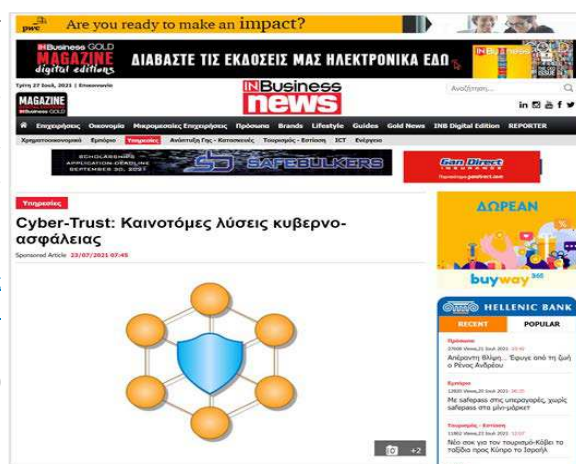 pwc
Are you ready to make an impact?
INBusiness GOLD
MAGAZINE
digital editions
ΔΙΑΒΑΣΤΕ ΤΙΣ ΕΚΔΟΣΕΙΣ ΜΑΣ ΗΛΕΚΤΡΟΝΙΚΑ ΕΔΩ
Τρίτη 27 Ιουλ, 2021 | Επικοινωνία
MAGAZINE
INBusiness
news
Αναζήτηση...
Επιχειρήσεις Οικονομία Μικρομεσαίες Επιχειρήσεις Πρόσωπα Brands Lifestyle Guides Gold News INB Digital Edition REPORTER
Χρηματοοικονομικά Εμπόριο Υπηρεσίες Ανάπτυξη Γης - Κατασκευές Τουρισμός - Εστίαση ICT Ενέργεια
SCHOLARSHIPS
APPLICATION DEADLINE
SEPTEMBER 30, 2021
SAFEBULKERS
Gan Direct
INSURANCE
Υπηρεσίες
Cyber-Trust: Καινοτόμες λύσεις κυβερνο-
ασφάλειας
Sponsored Article 23/07/2021 07:45
+2
ΔΩΡΕΑΝ
buyway
HELLENIC BANK
RECENT POPULAR
Πρόσωπα
Απέραντη θλίψη... Έφυγε από τη ζωή
ο Ρένος Ανδρέου
Εμπόριο
Με safepass στις υπεραγορές, χωρίς
safepass στα μίνι-μάρκετ
Τουρισμός - Εστίαση
Νέο σοκ για τον τουρισμό-Κόβει τα
ταξίδια προς Κύπρο το Ισραήλ